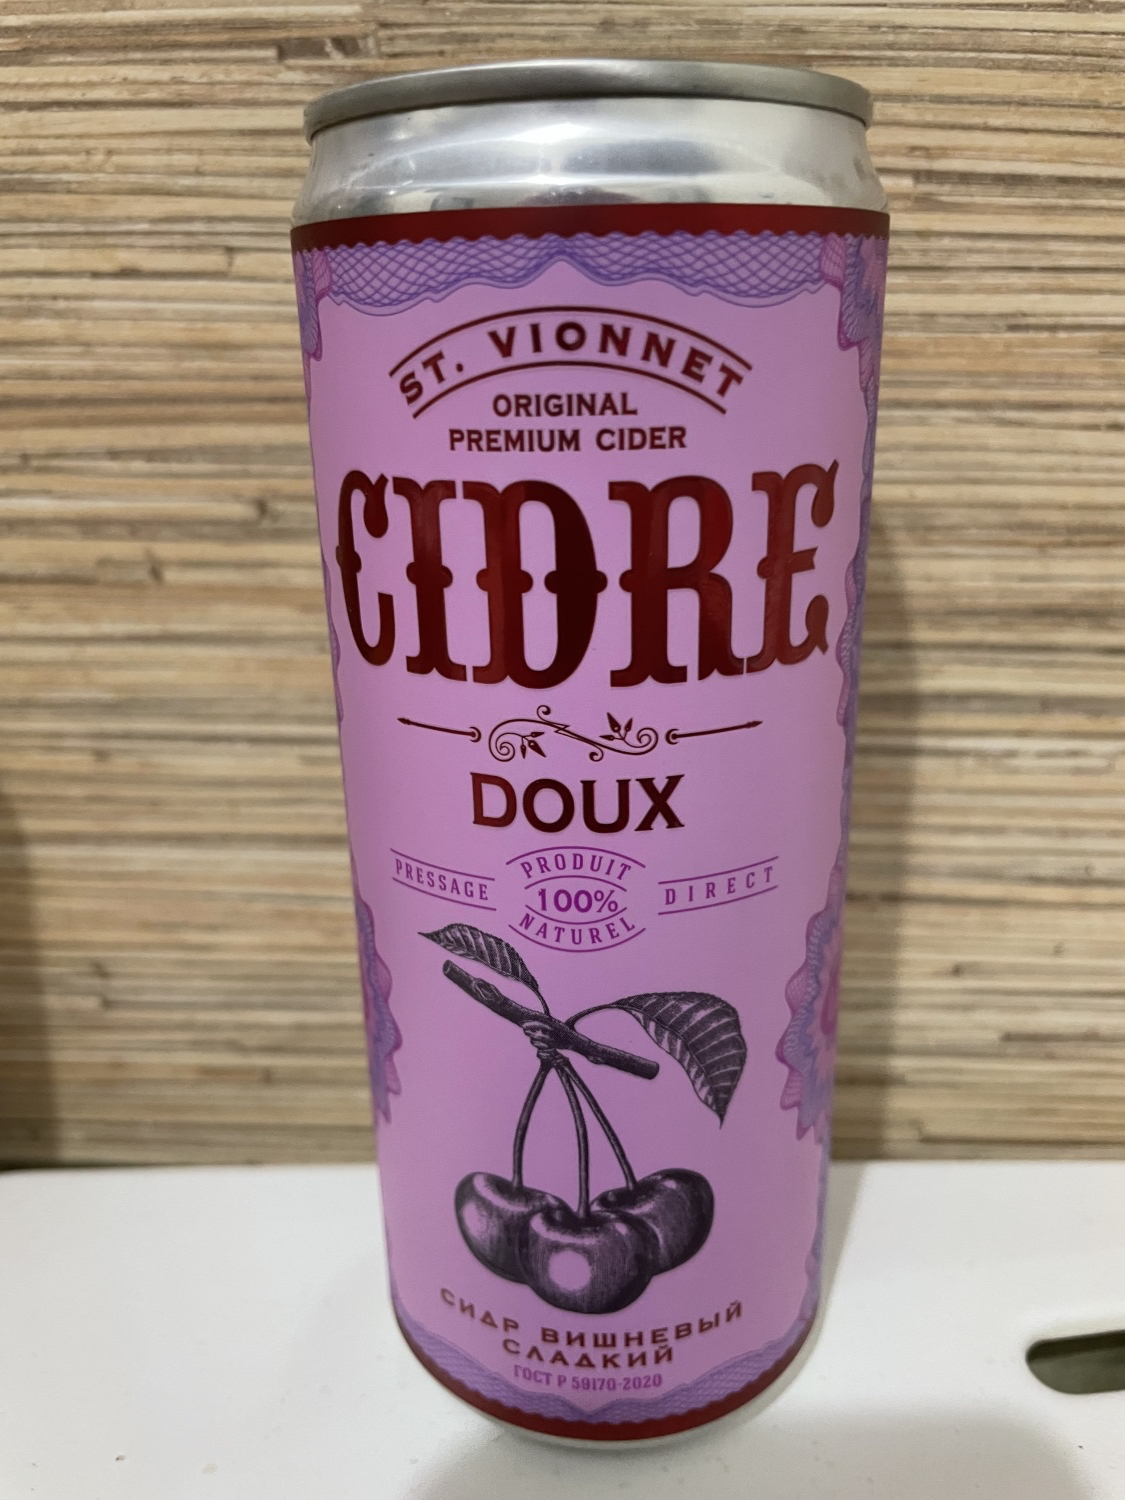 ST. VIONNET
ORIGINAL
PREMIUM CIDER
CIDRE
DOUX
PRESSAGE
PRODUIT
100%
NATUREL
DIRECT
СИДР ВИШНЕВЫЙ
СЛАДКИЙ
ГОСТ Р 59170-2020